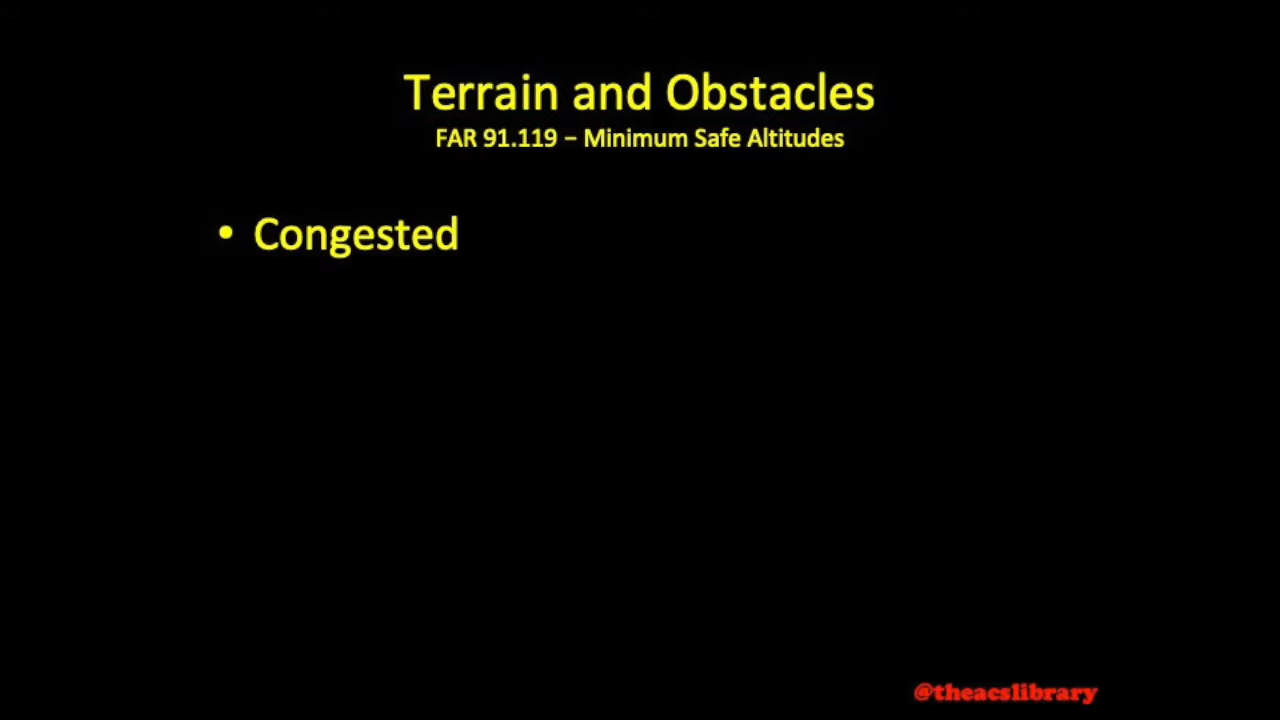 Terrain and Obstacles
FAR 91.119 – Minimum Safe Altitudes
• Congested
@theacslibrary